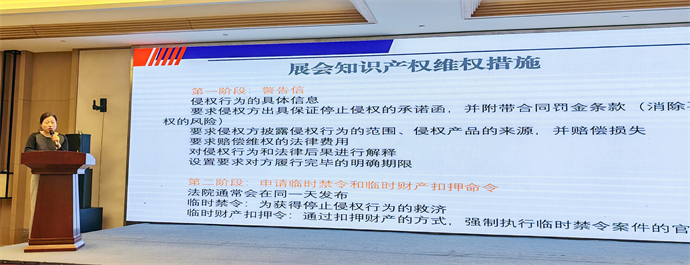 展会知识产权维权措施
第一阶段：警告信
侵权行为的具体信息
要求侵权方出具保证停止侵权的承诺函，并附带合同罚金条款（消除
权的风险）
要求侵权方披露侵权行为的范围、侵权产品的来源，并赔偿损失
要求赔偿维权的法律费用
对侵权行为和法律后果进行解释
设置要求对方履行完毕的明确期限
第二阶段：申请临时禁令和临时财产扣押命令
法院通常会在同一天发布
临时禁令：为获得停止侵权行为的救济
临时财产扣押令：通过扣押财产的方式，强制执行临时禁令案件的官